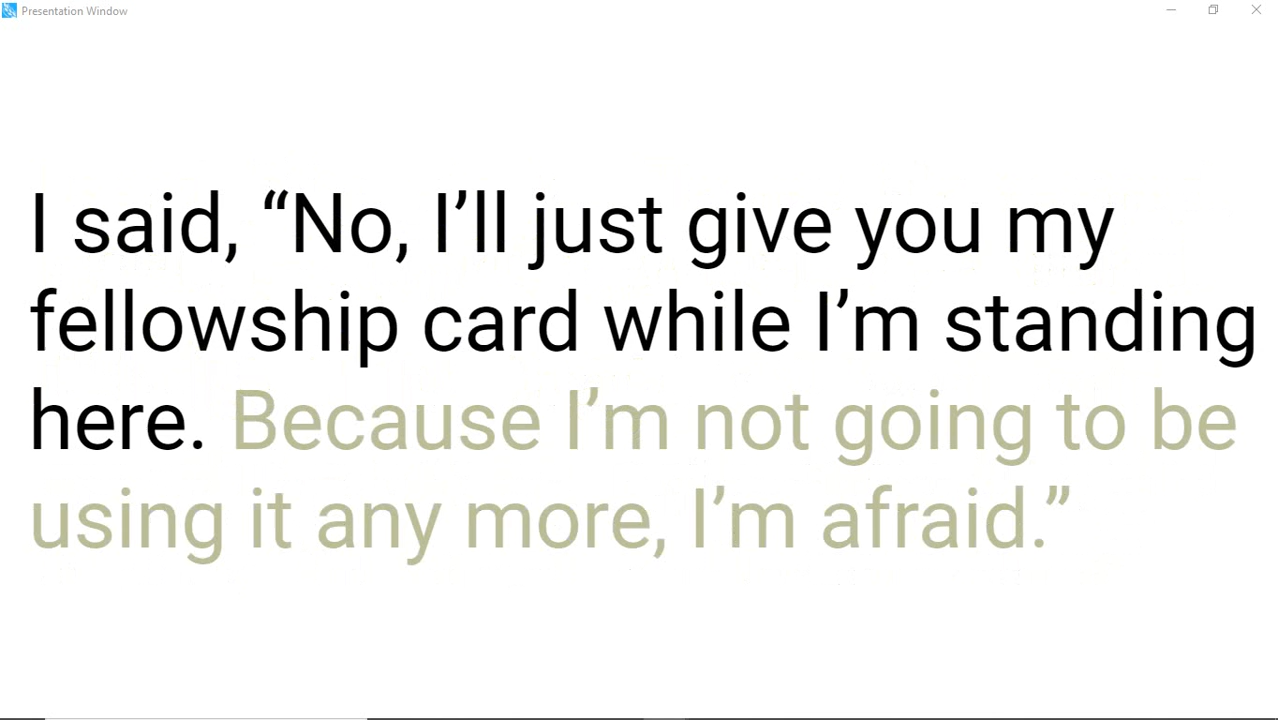 Presentation Window
I said, “No, I’ll just give you my
fellowship card while I’m standing
here. Because I’m not going to be
using it any more, I’m afraid.”